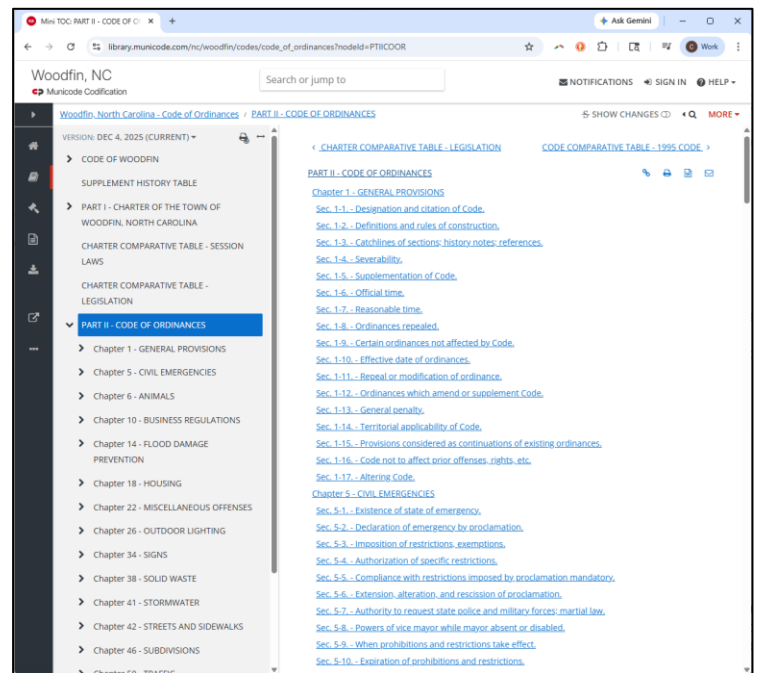 Mini TOC: PART II - CODE OF O
Ask Gemini
library.municode.com/nc/woodfin/codes/code_of_ordinances?nodeId=PTIICOOR
Work
Woodfin, NC
Municode Codification
Search or jump to
NOTIFICATIONS SIGN IN HELP
Woodfin, North Carolina - Code of Ordinances / PART II - CODE OF ORDINANCES
SHOW CHANGES MORE
VERSION: DEC 4, 2025 (CURRENT)
CODE OF WOODFIN
SUPPLEMENT HISTORY TABLE
PART I - CHARTER OF THE TOWN OF
WOODFIN, NORTH CAROLINA
CHARTER COMPARATIVE TABLE - SESSION
LAWS
CHARTER COMPARATIVE TABLE -
LEGISLATION
PART II - CODE OF ORDINANCES
Chapter 1 - GENERAL PROVISIONS
Chapter 5 - CIVIL EMERGENCIES
Chapter 6 - ANIMALS
Chapter 10 - BUSINESS REGULATIONS
Chapter 14 - FLOOD DAMAGE
PREVENTION
Chapter 18 - HOUSING
Chapter 22 - MISCELLANEOUS OFFENSES
Chapter 26 - OUTDOOR LIGHTING
Chapter 34 - SIGNS
Chapter 38 - SOLID WASTE
Chapter 41 - STORMWATER
Chapter 42 - STREETS AND SIDEWALKS
Chapter 46 - SUBDIVISIONS
Chapter 50 - TRAFFIC
< CHARTER COMPARATIVE TABLE - LEGISLATION
CODE COMPARATIVE TABLE - 1995 CODE >
PART II - CODE OF ORDINANCES
Chapter 1 - GENERAL PROVISIONS
Sec. 1-1. - Designation and citation of Code.
Sec. 1-2. - Definitions and rules of construction.
Sec. 1-3. - Catchlines of sections; history notes; references.
Sec. 1-4. - Severability.
Sec. 1-5. - Supplementation of Code.
Sec. 1-6. - Official time.
Sec. 1-7. - Reasonable time.
Sec. 1-8. - Ordinances repealed.
Sec. 1-9. - Certain ordinances not affected by Code.
Sec. 1-10. - Effective date of ordinances.
Sec. 1-11. - Repeal or modification of ordinance.
Sec. 1-12. - Ordinances which amend or supplement Code.
Sec. 1-13. - General penalty.
Sec. 1-14. - Territorial applicability of Code.
Sec. 1-15. - Provisions considered as continuations of existing ordinances.
Sec. 1-16. - Code not to affect prior offenses, rights, etc.
Sec. 1-17. - Altering Code.
Chapter 5 - CIVIL EMERGENCIES
Sec. 5-1. - Existence of state of emergency.
Sec. 5-2. - Declaration of emergency by proclamation.
Sec. 5-3. - Imposition of restrictions, exemptions.
Sec. 5-4. - Authorization of specific restrictions.
Sec. 5-5. - Compliance with restrictions imposed by proclamation mandatory.
Sec. 5-6. - Extension, alteration, and rescission of proclamation.
Sec. 5-7. - Authority to request state police and military forces; martial law.
Sec. 5-8. - Powers of vice mayor while mayor absent or disabled.
Sec. 5-9. - When prohibitions and restrictions take effect.
Sec. 5-10. - Expiration of prohibitions and restrictions.